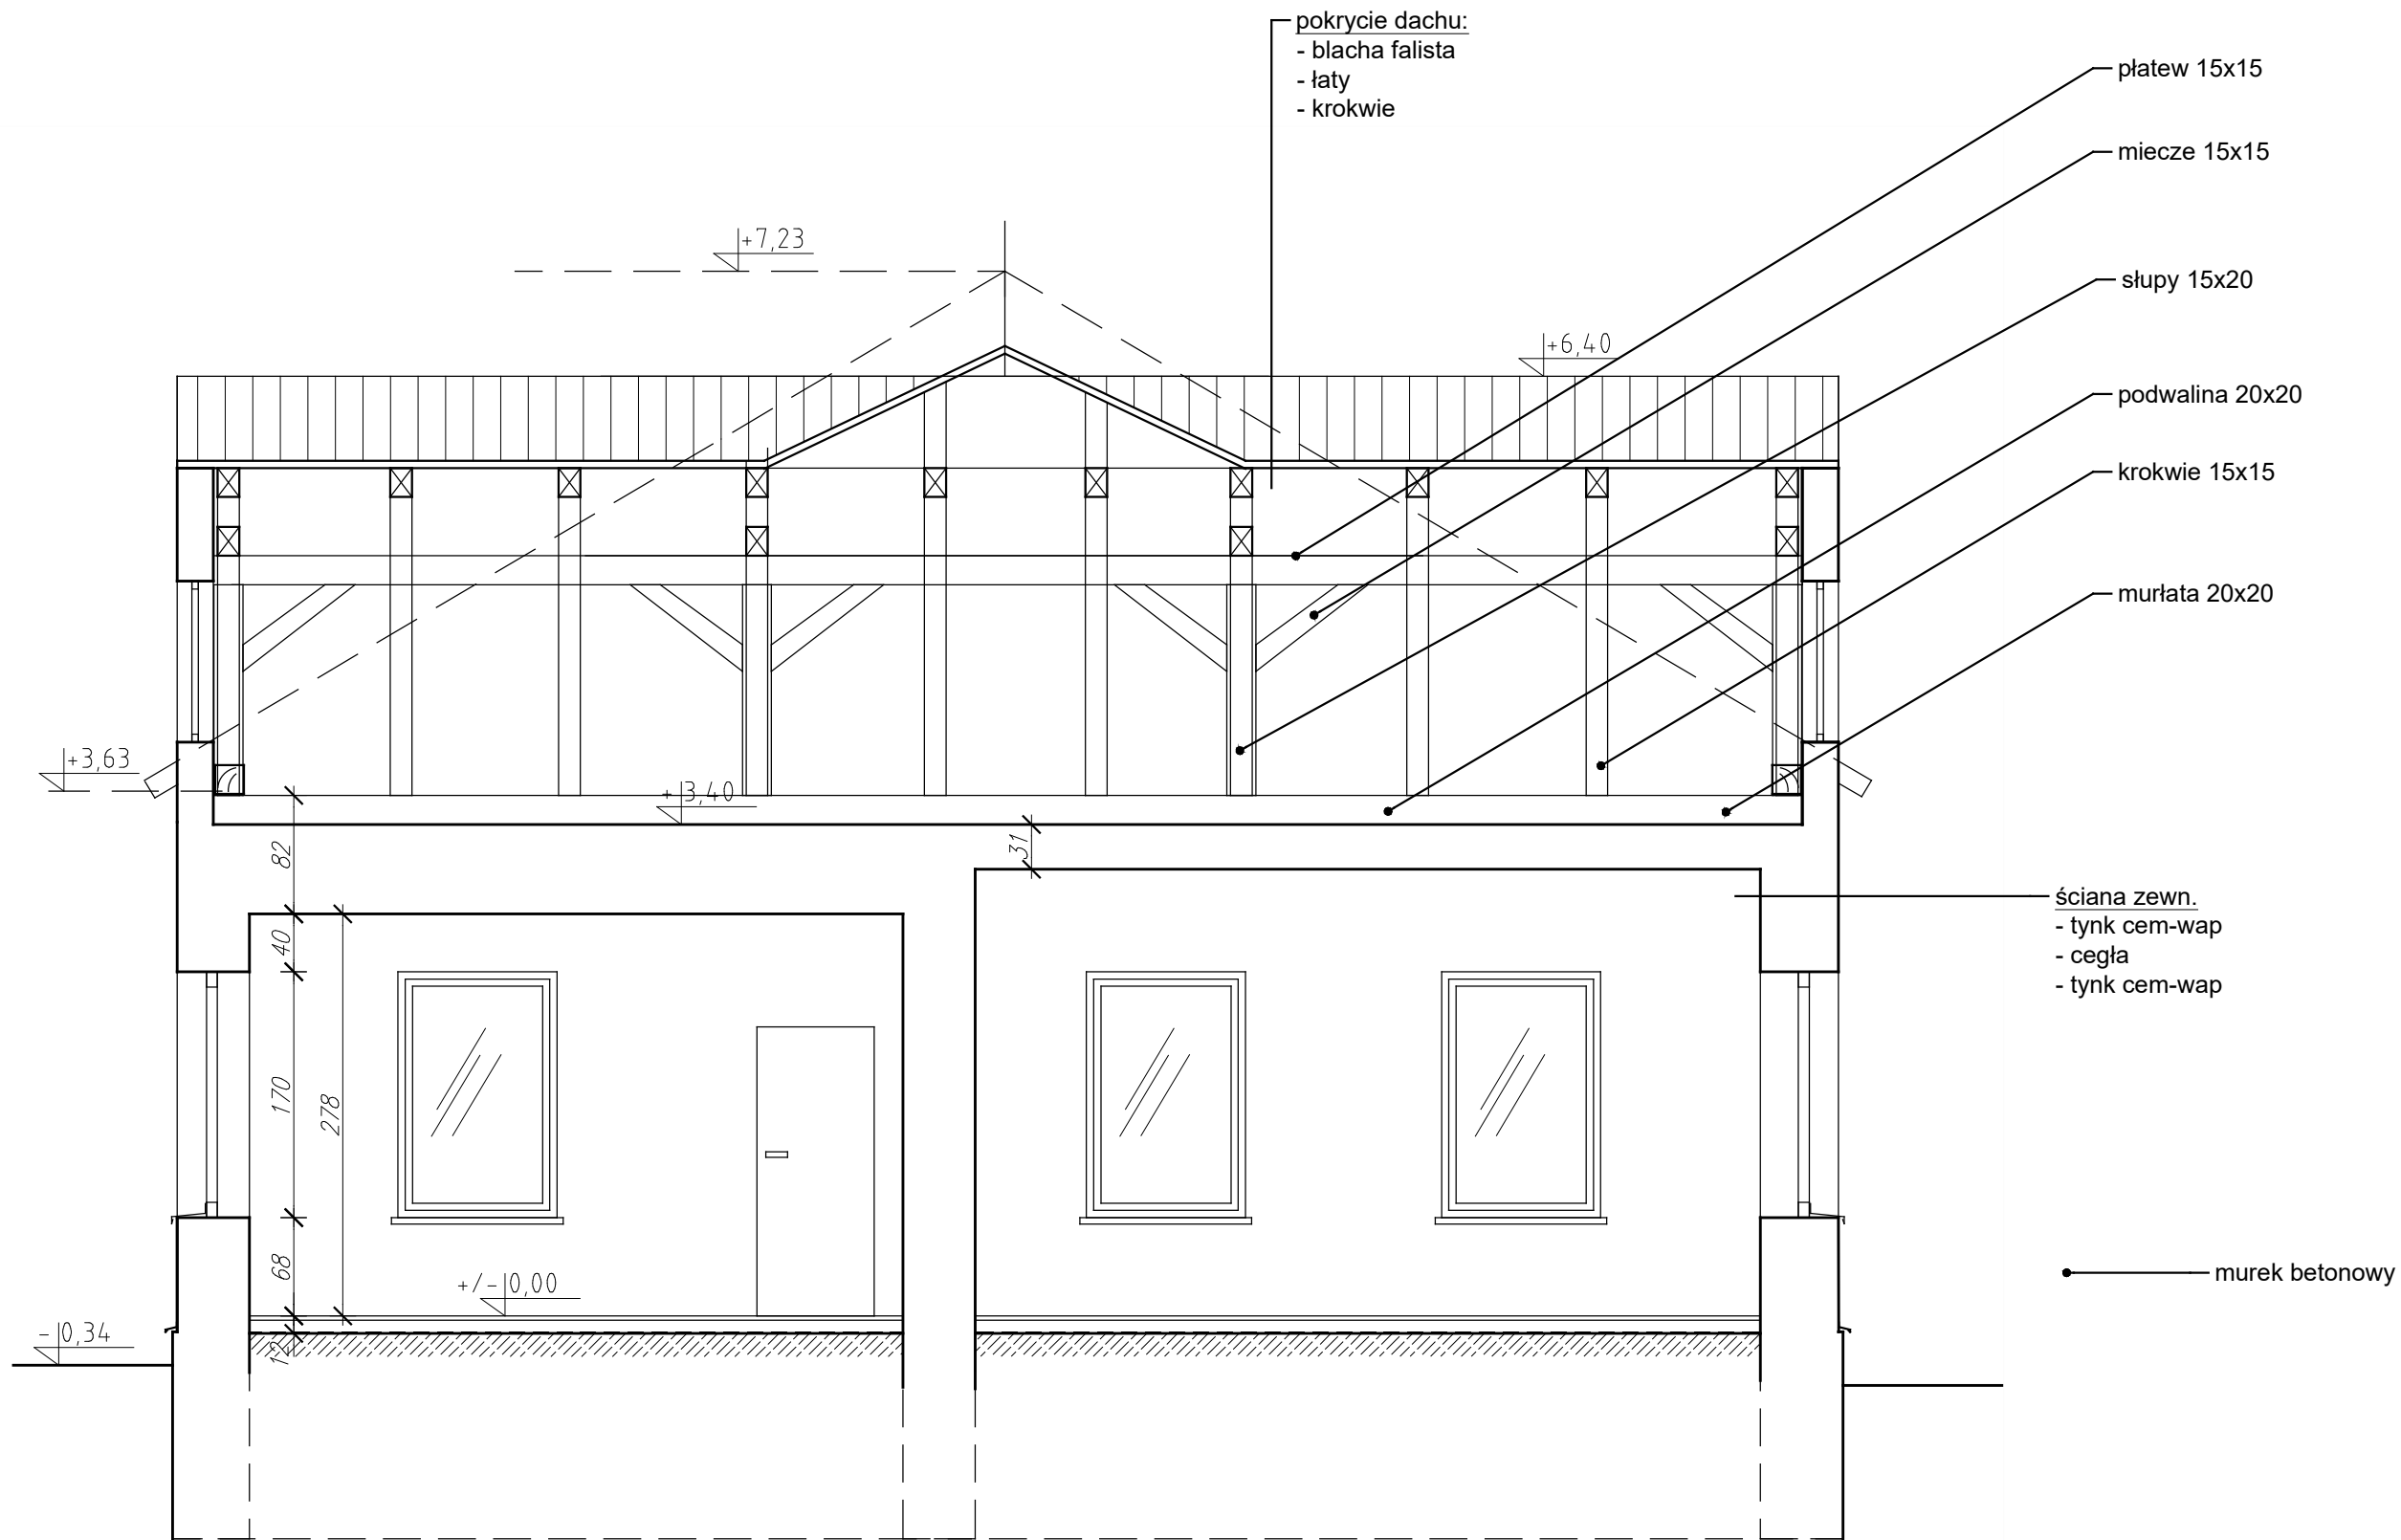 pokrycie dachu:
- blacha falista
- łaty
- krokwie
płatew 15x15
miecze 15x15
słupy 15x20
podwalina 20x20
krokwie 15x15
murłata 20x20
+7,23
+6,40
+3,63
+3,40
82
31
40
170
278
68
12
ściana zewn.
- tynk cem-wap
- cegła
- tynk cem-wap
murek betonowy
+/-0,00
-0,34